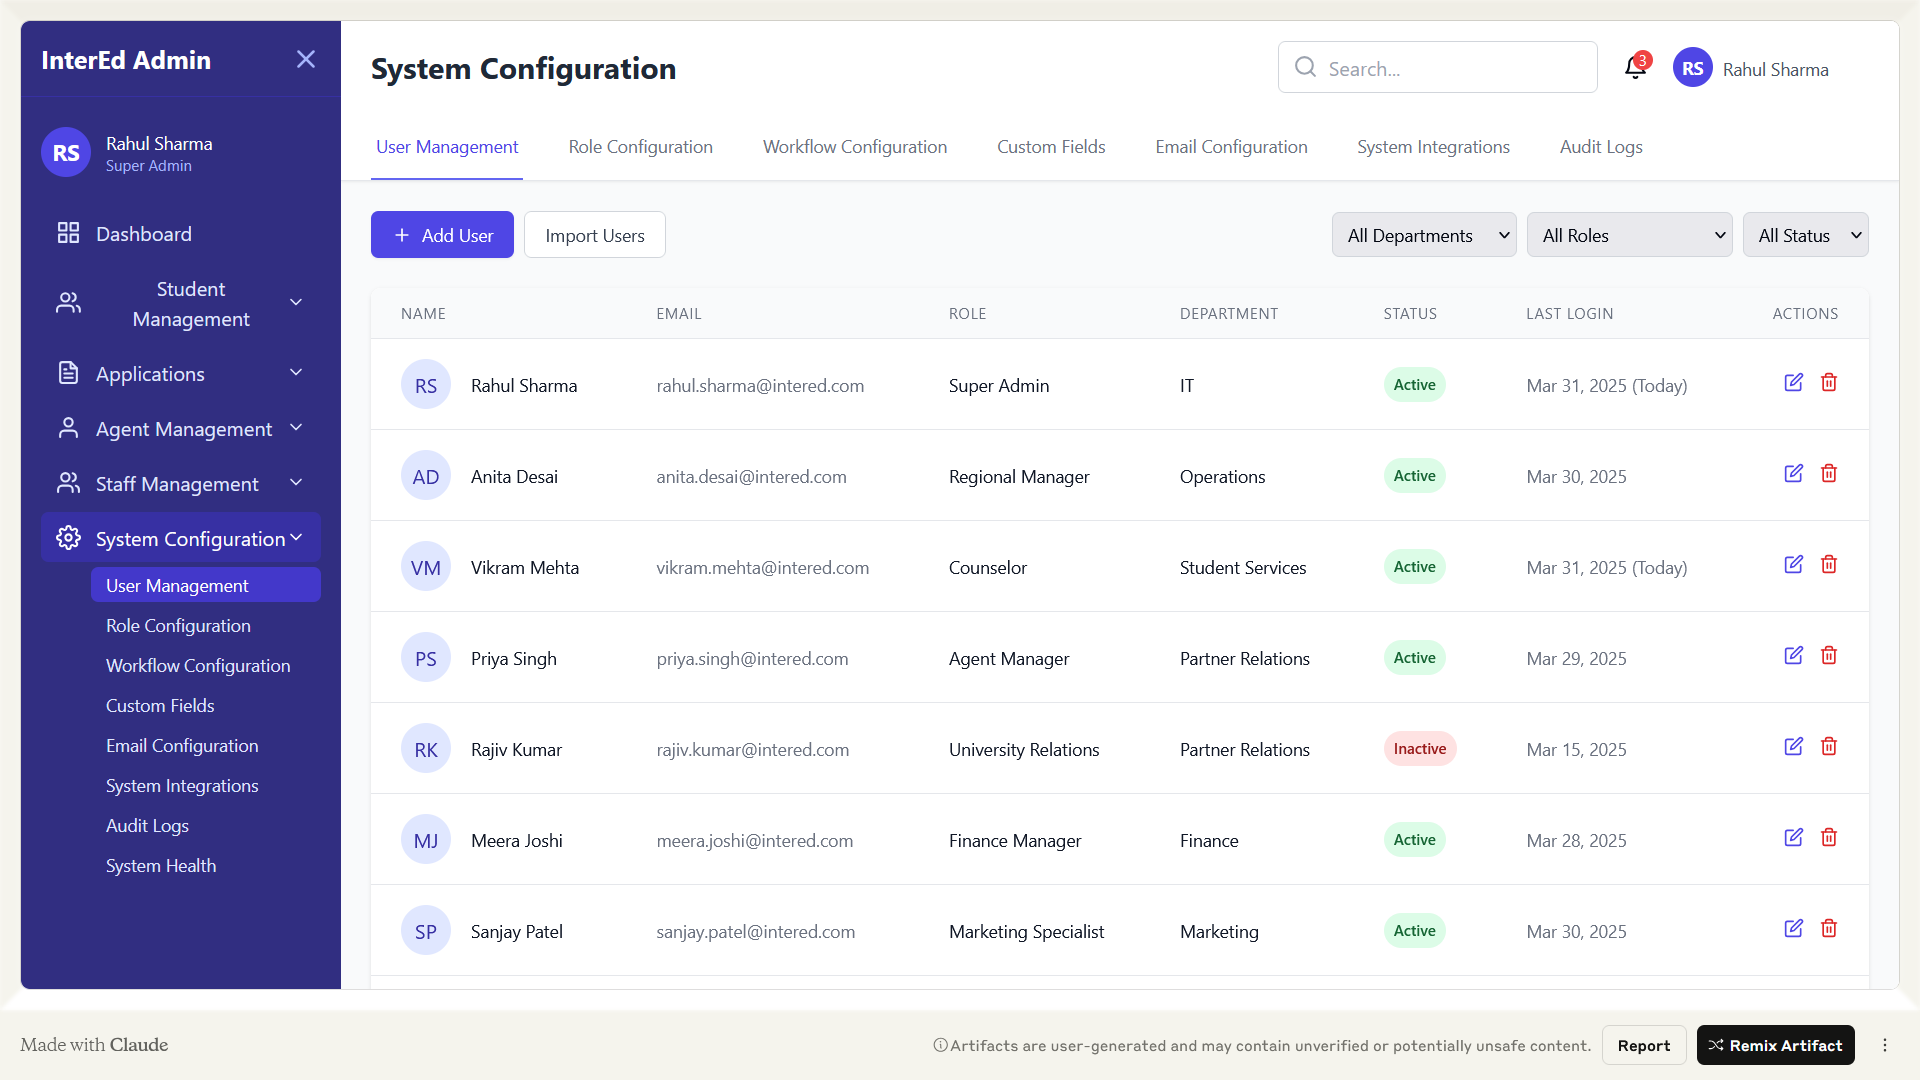 InterEd Admin
RS
Rahul Sharma
Super Admin
Dashboard
Student
Management
Applications
Agent Management
Staff Management
System Configuration
User Management
Role Configuration
Workflow Configuration
Custom Fields
Email Configuration
System Integrations
Audit Logs
System Health
System Configuration
Search...
3
RS
Rahul Sharma
User Management
Role Configuration
Workflow Configuration
Custom Fields
Email Configuration
System Integrations
Audit Logs
Add User
Import Users
All Departments
All Roles
All Status
NAME EMAIL ROLE DEPARTMENT STATUS LAST LOGIN ACTIONS
RS Rahul Sharma rahul.sharma@intered.com Super Admin IT Active Mar 31, 2025 (Today)
AD Anita Desai anita.desai@intered.com Regional Manager Operations Active Mar 30, 2025
VM Vikram Mehta vikram.mehta@intered.com Counselor Student Services Active Mar 31, 2025 (Today)
PS Priya Singh priya.singh@intered.com Agent Manager Partner Relations Active Mar 29, 2025
RK Rajiv Kumar rajiv.kumar@intered.com University Relations Partner Relations Inactive Mar 15, 2025
MJ Meera Joshi meera.joshi@intered.com Finance Manager Finance Active Mar 28, 2025
SP Sanjay Patel sanjay.patel@intered.com Marketing Specialist Marketing Active Mar 30, 2025
Made with Claude
Artifacts are user-generated and may contain unverified or potentially unsafe content.
Report
Remix Artifact